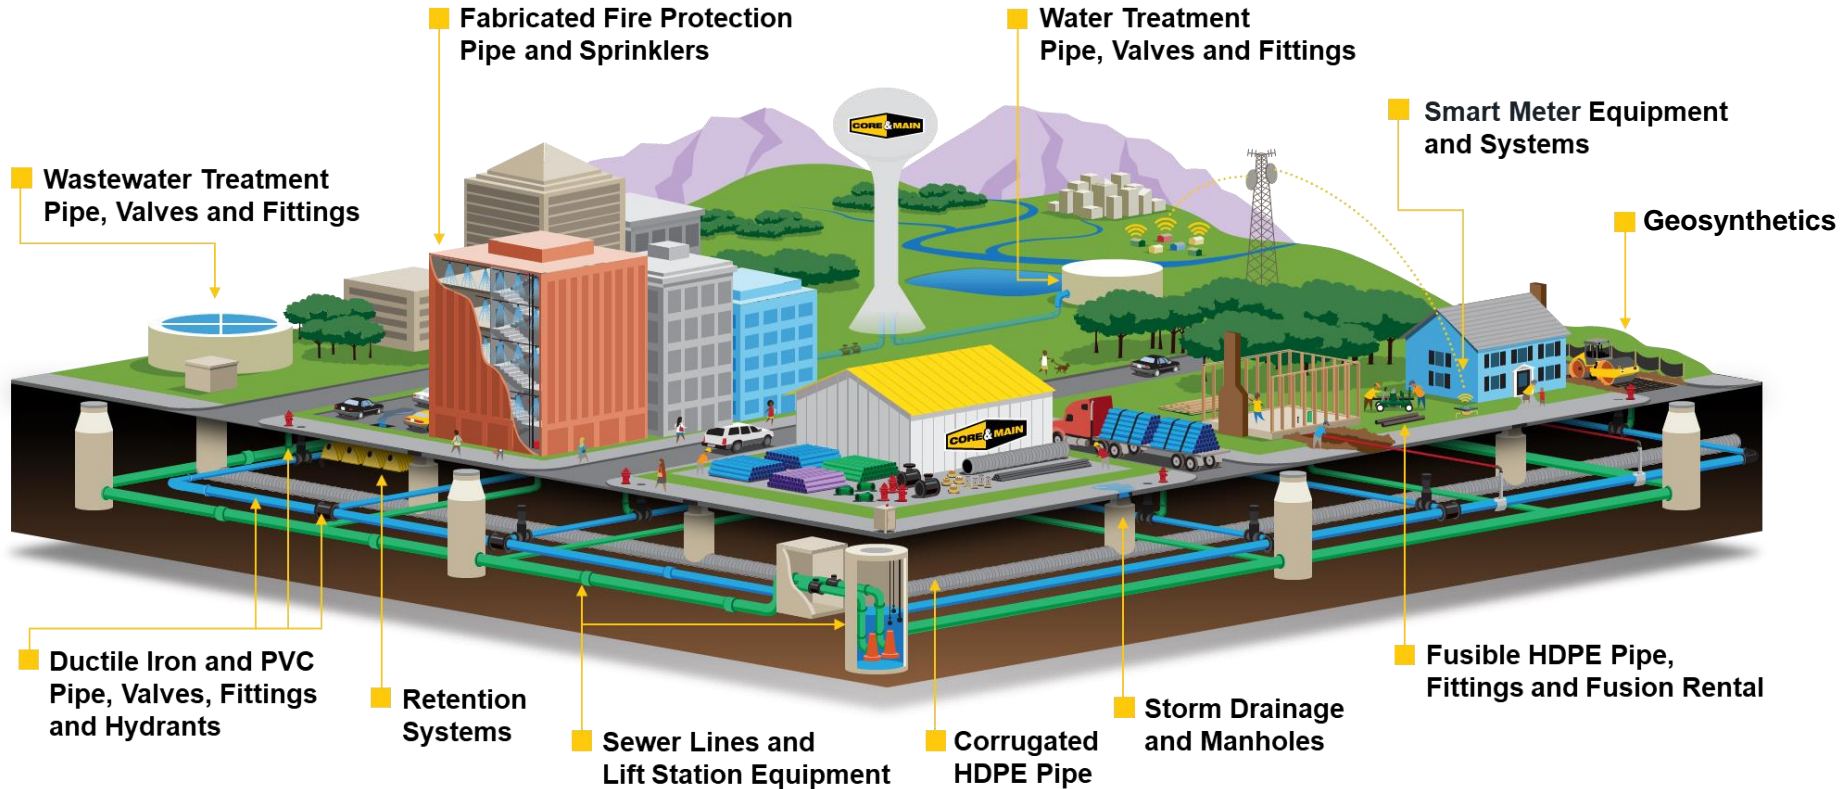 Fabricated Fire Protection
Pipe and Sprinklers
Water Treatment
Pipe, Valves and Fittings
Smart Meter Equipment
and Systems
CORE&MAIN
Wastewater Treatment
Pipe, Valves and Fittings
Geosynthetics
CORE&MAIN
Ductile Iron and PVC
Pipe, Valves, Fittings
and Hydrants
Retention
Systems
Sewer Lines and
Lift Station Equipment
Corrugated
HDPE Pipe
Storm Drainage
and Manholes
Fusible HDPE Pipe,
Fittings and Fusion Rental